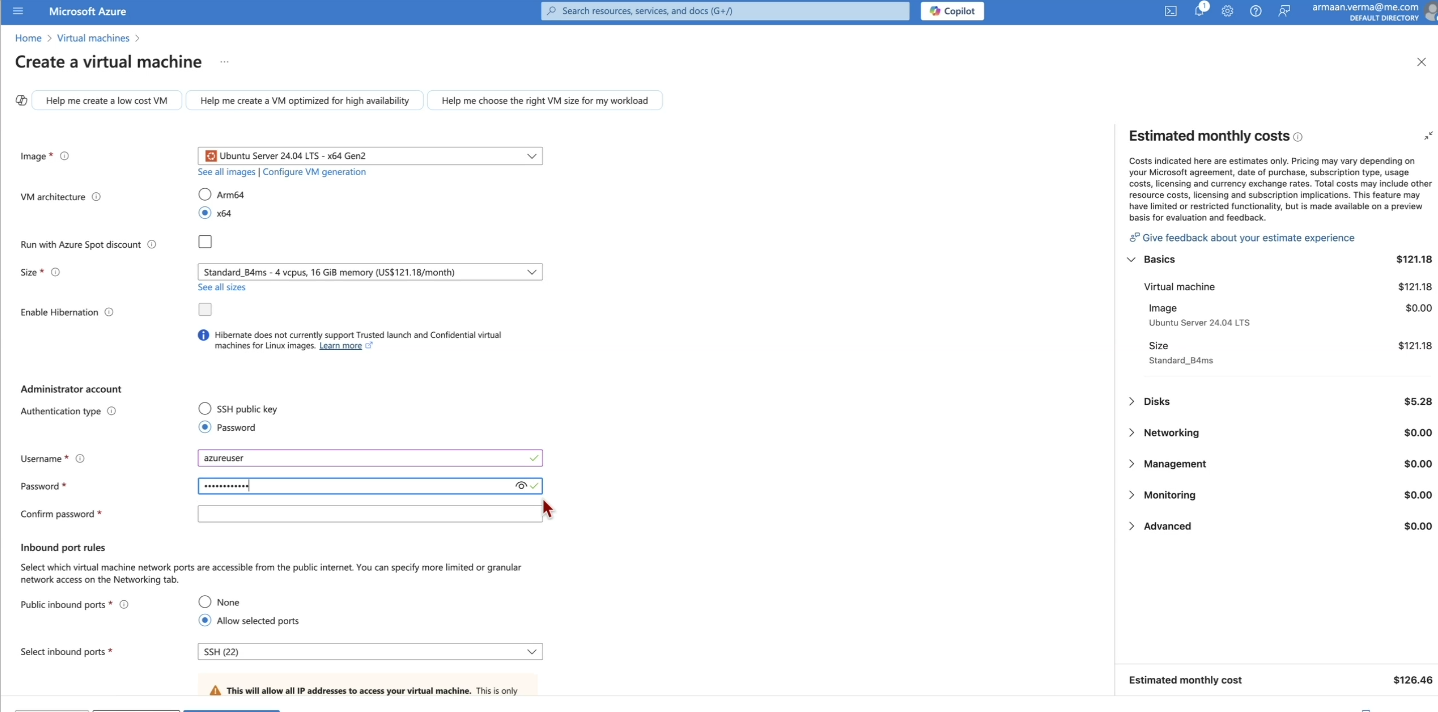 Microsoft Azure
Search resources, services, and docs (G+/)
Copilot
1
armaan.verma@me.com
DEFAULT DIRECTORY
Home > Virtual machines >
Create a virtual machine ...
Help me create a low cost VM
Help me create a VM optimized for high availability
Help me choose the right VM size for my workload
Image *
Ubuntu Server 24.04 LTS - x64 Gen2
See all images | Configure VM generation
VM architecture
Arm64
x64
Run with Azure Spot discount
Size *
Standard_B4ms - 4 vcpus, 16 GiB memory (US$121.18/month)
See all sizes
Enable Hibernation
Hibernate does not currently support Trusted launch and Confidential virtual
machines for Linux images. Learn more
Administrator account
Authentication type
SSH public key
Password
Username *
azureuser
Password *
••••••••••••
Confirm password *
Inbound port rules
Select which virtual machine network ports are accessible from the public internet. You can specify more limited or granular
network access on the Networking tab.
Public inbound ports *
None
Allow selected ports
Select inbound ports *
SSH (22)
This will allow all IP addresses to access your virtual machine. This is only
Estimated monthly costs
Costs indicated here are estimates only. Pricing may vary depending on
your Microsoft agreement, date of purchase, subscription type, usage
costs, licensing and currency exchange rates. Total costs may include other
resource costs, licensing and subscription implications. This feature may
have limited or restricted functionality, but is made available on a preview
basis for evaluation and feedback.
Give feedback about your estimate experience
Basics $121.18
Virtual machine $121.18
Image $0.00
Ubuntu Server 24.04 LTS
Size $121.18
Standard_B4ms
Disks $5.28
Networking $0.00
Management $0.00
Monitoring $0.00
Advanced $0.00
Estimated monthly cost $126.46